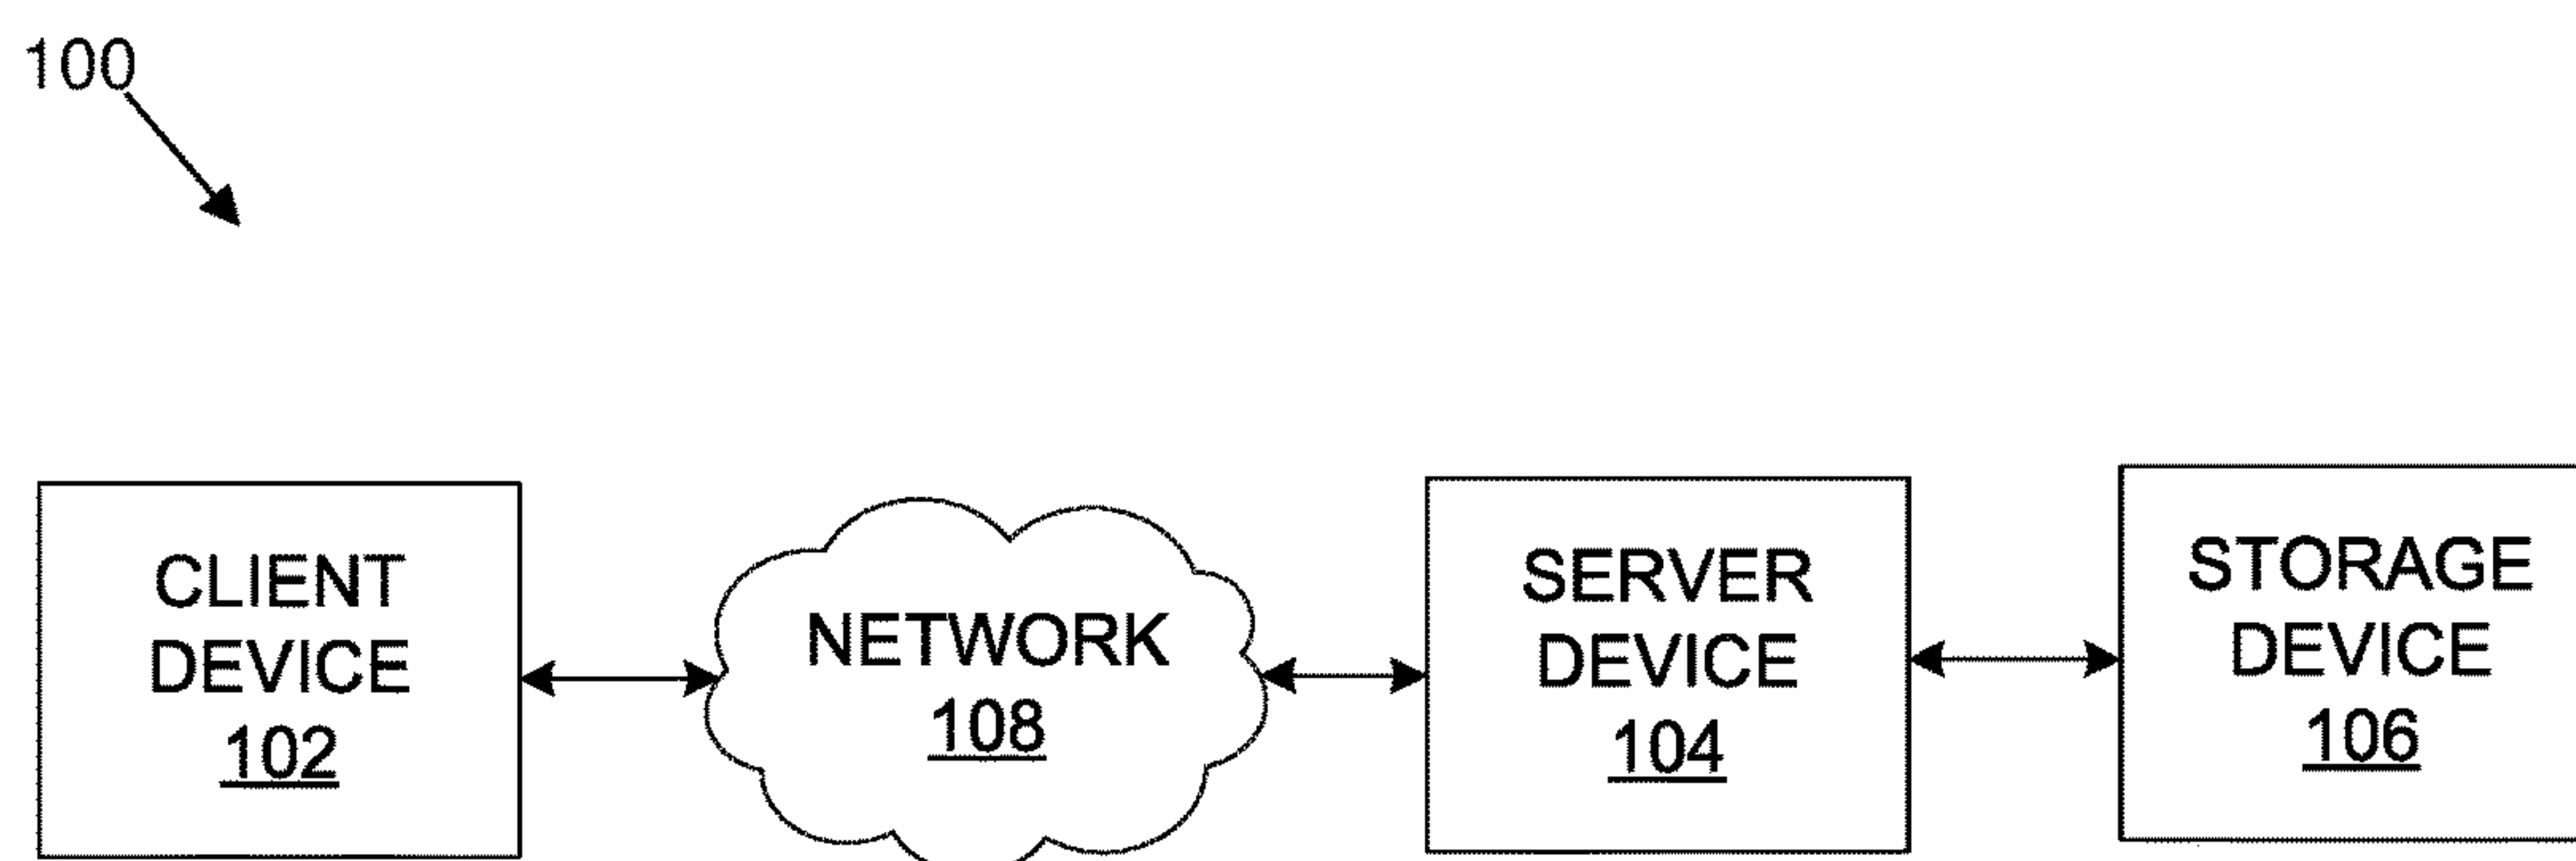 100
CLIENT
DEVICE
102
NETWORK
108
SERVER
DEVICE
104
STORAGE
DEVICE
106